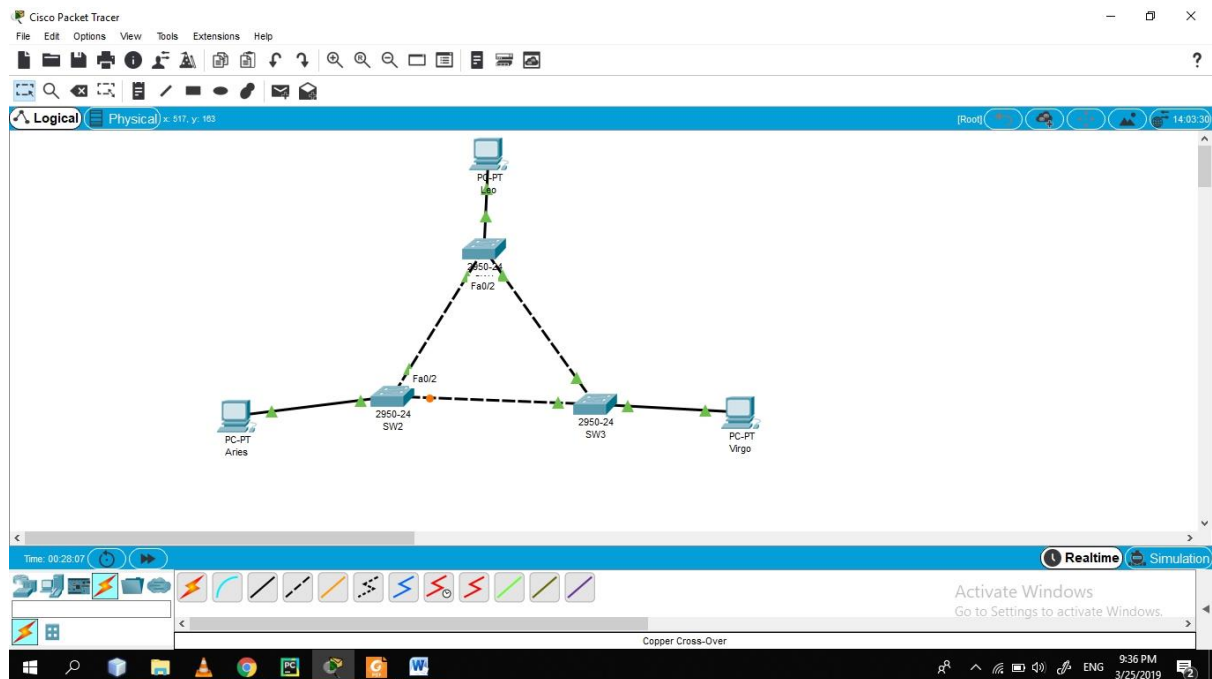 Cisco Packet Tracer
File Edit Options View Tools Extensions Help
?
Logical Physical x: 517, y: 163 [Root] 14:03:30
PC-PT
Leo
2950-24
Fa0/2
Fa0/2
2950-24
SW2
2950-24
SW3
PC-PT
Aries
PC-PT
Virgo
Time: 00:28:07 Realtime Simulation
Activate Windows
Go to Settings to activate Windows.
Copper Cross-Over
ENG 9:36 PM
3/25/2019